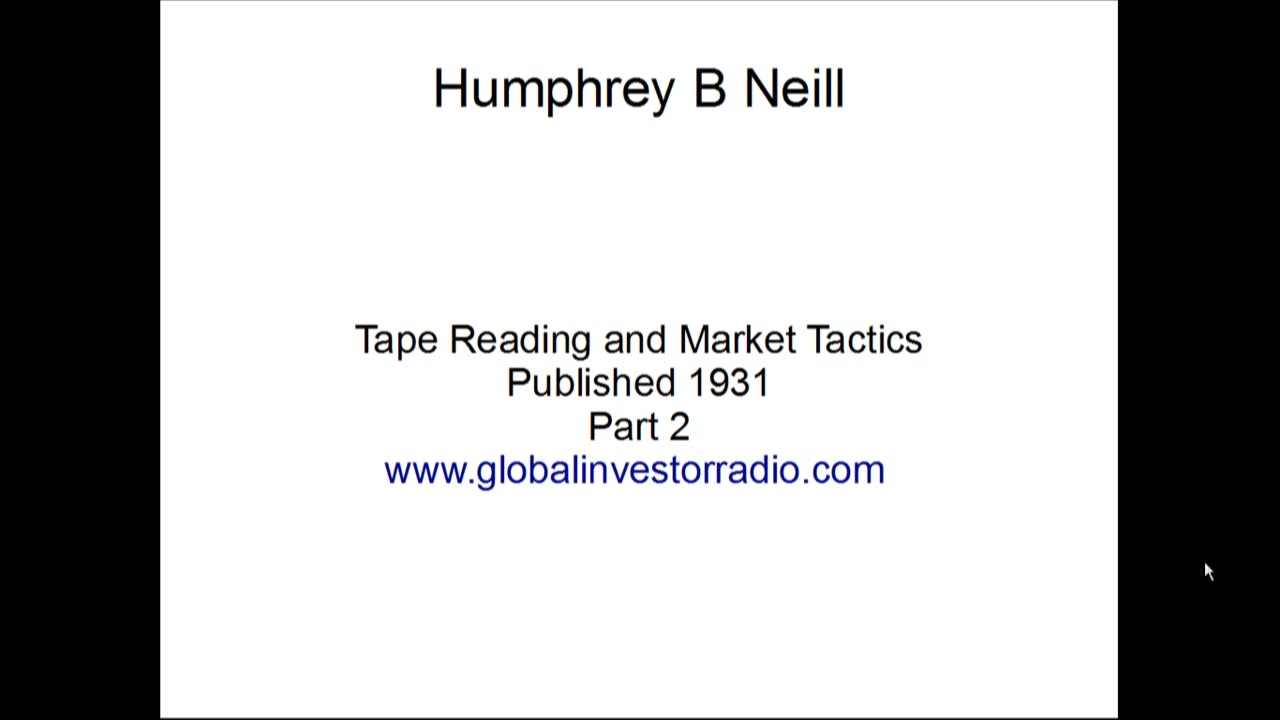 Humphrey B Neill
Tape Reading and Market Tactics
Published 1931
Part 2
www.globalinvestorradio.com